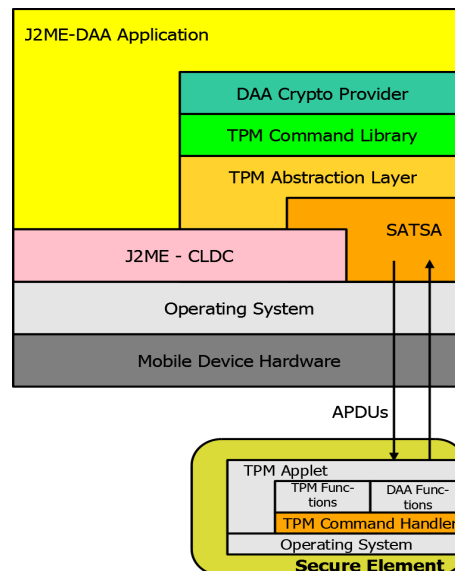 J2ME-DAA Application
DAA Crypto Provider
TPM Command Library
TPM Abstraction Layer
SATSA
J2ME - CLDC
Operating System
Mobile Device Hardware
APDUs
TPM Applet
TPM Func-
tions
DAA Func-
tions
TPM Command Handler
Operating System
Secure Element